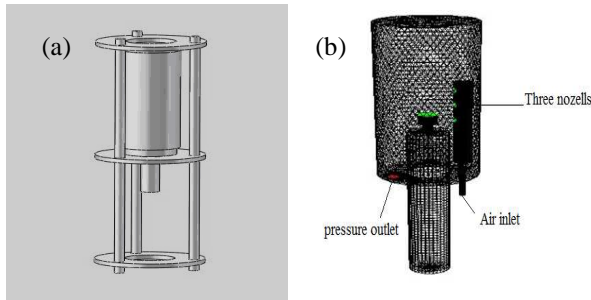 (a)
(b)
Three nozells
Air inlet
pressure outlet